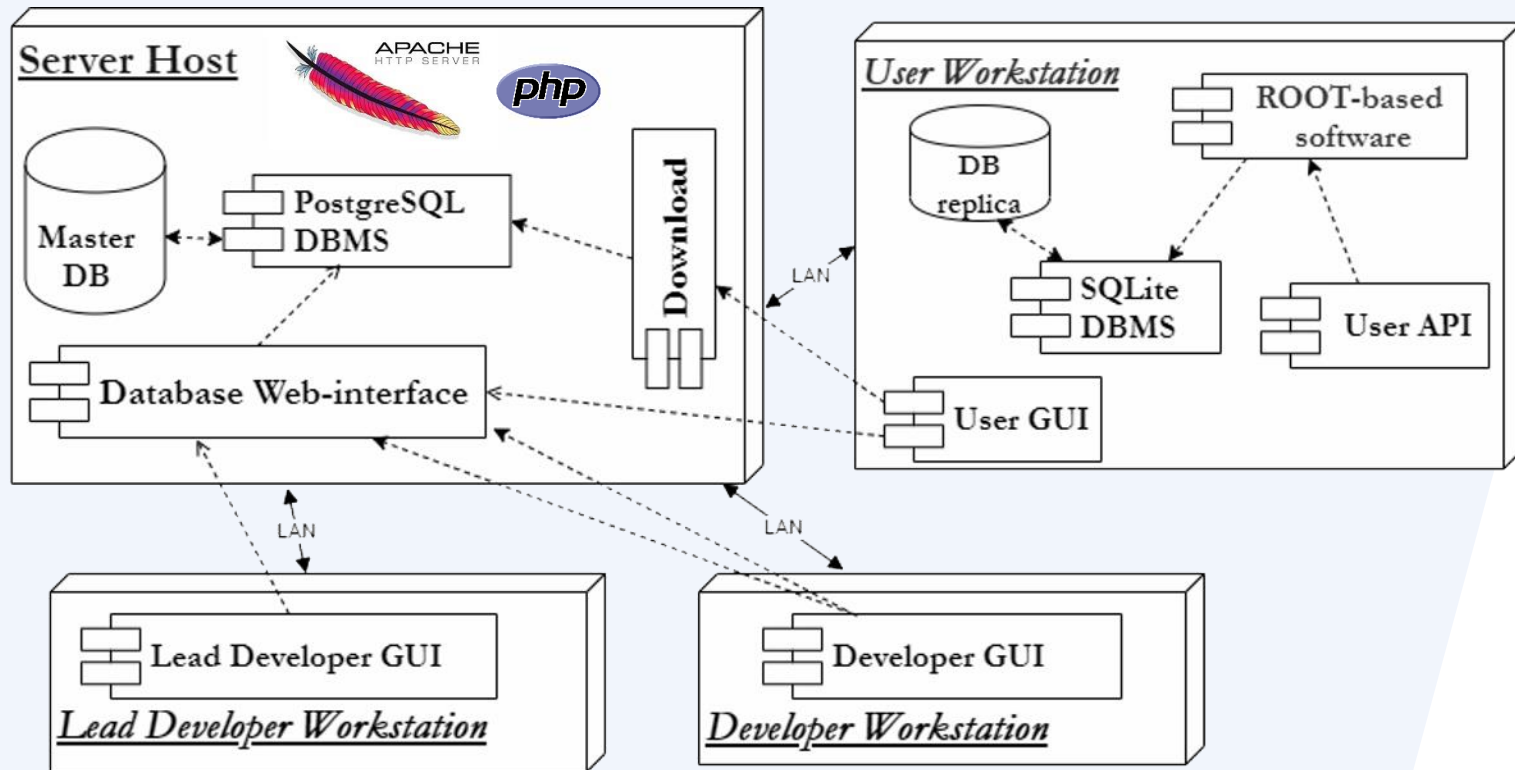 Server Host
APACHE
HTTP SERVER
php
Master
DB
PostgreSQL
DBMS
Download
Database Web-interface
LAN
User Workstation
DB
replica
ROOT-based
software
SQLite
DBMS
User API
User GUI
LAN
LAN
Lead Developer GUI
Lead Developer Workstation
Developer GUI
Developer Workstation